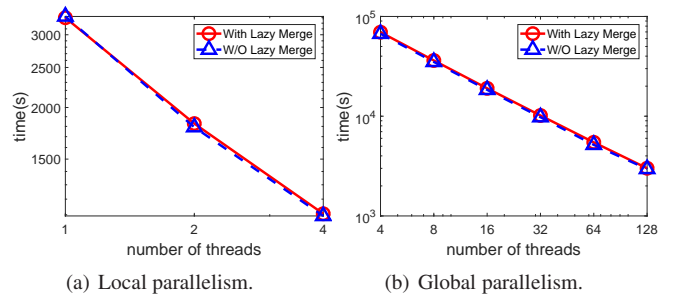 3000
2000
1500
time(s)
1
2
4
number of threads
With Lazy Merge
W/O Lazy Merge
(a) Local parallelism.
10^5
10^4
10^3
time(s)
4
8
16
32
64
128
number of threads
With Lazy Merge
W/O Lazy Merge
(b) Global parallelism.